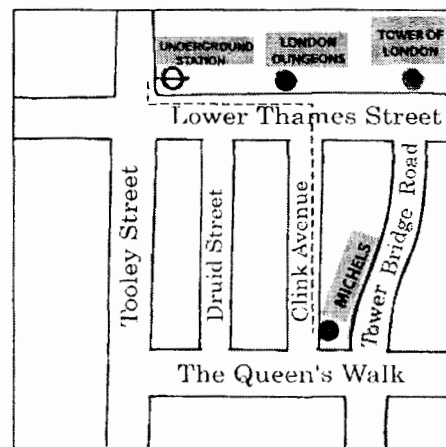 UNDERGROUND
STATION
LONDON
DUNGEONS
TOWER OF
LONDON
Lower Thames Street
Tooley Street
Druid Street
Clink Avenue
MICHELS
Tower Bridge Road
The Queen's Walk